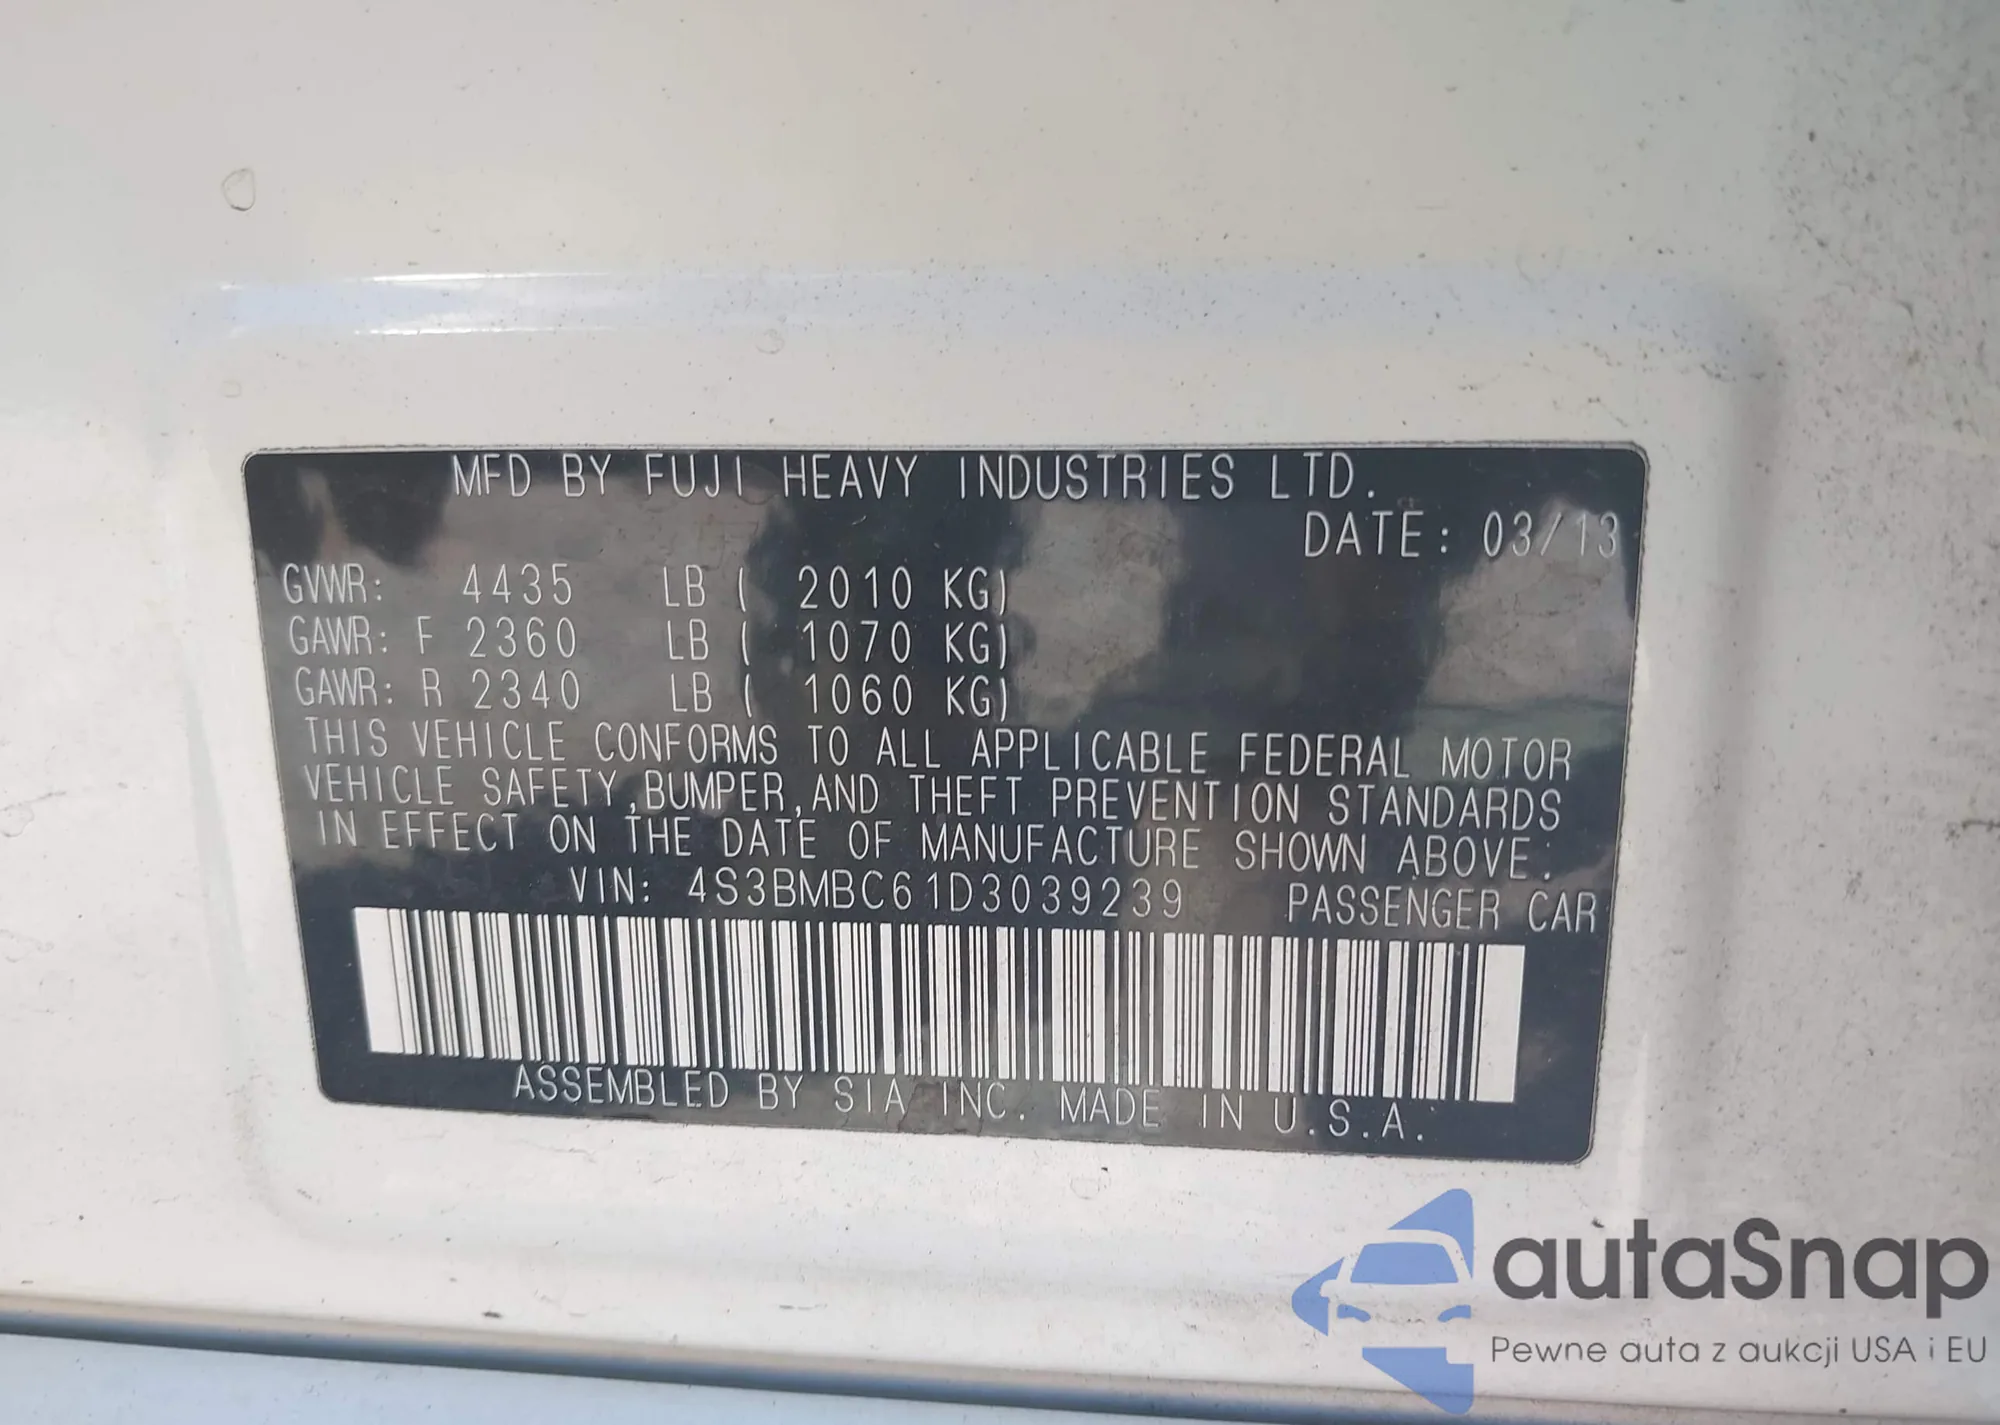 MFD BY FUJI HEAVY INDUSTRIES LTD.
DATE: 03/13
GVWR: 4435 LB ( 2010 KG)
GAWR: F 2360 LB ( 1070 KG)
GAWR: R 2340 LB ( 1060 KG)
THIS VEHICLE CONFORMS TO ALL APPLICABLE FEDERAL MOTOR
VEHICLE SAFETY,BUMPER,AND THEFT PREVENTION STANDARDS
IN EFFECT ON THE DATE OF MANUFACTURE SHOWN ABOVE.
VIN: 4S3BMBC61D3039239 PASSENGER CAR
ASSEMBLED BY SIA INC. MADE IN U.S.A.
autaSnap
Pewne auta z aukcji USA i EU